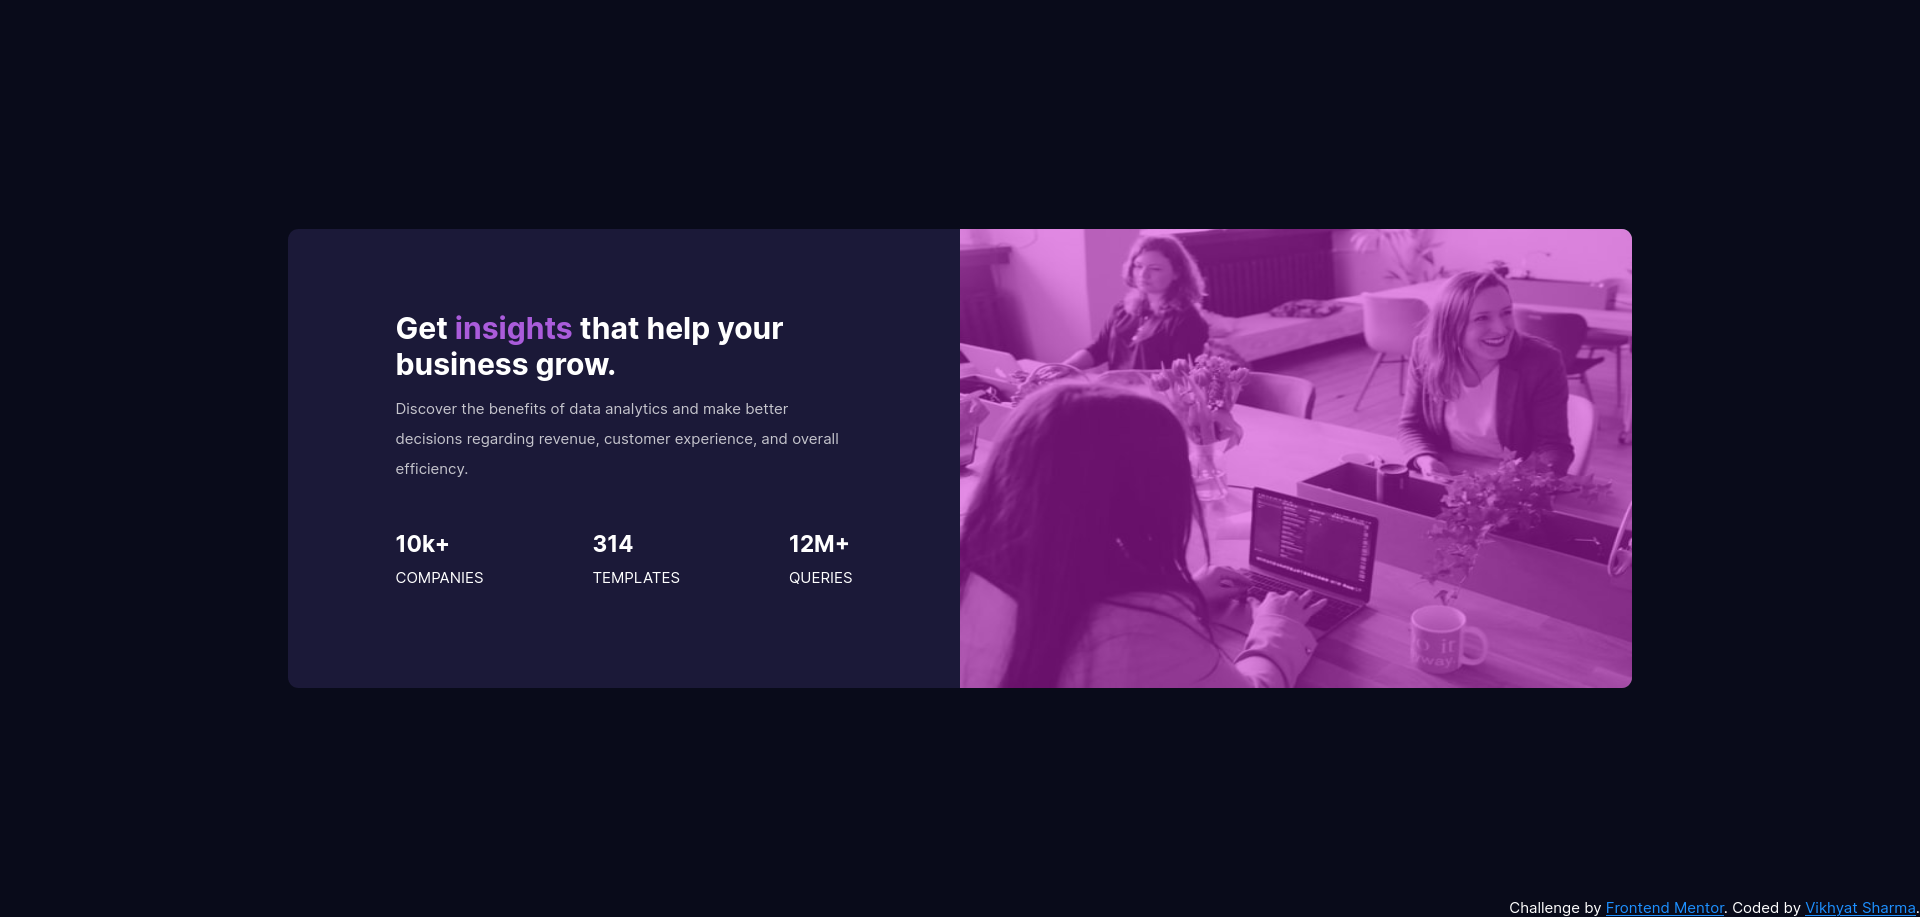 Get insights that help your
business grow.
Discover the benefits of data analytics and make better
decisions regarding revenue, customer experience, and overall
efficiency.
10k+ 314 12M+
COMPANIES TEMPLATES QUERIES
Challenge by Frontend Mentor. Coded by Vikhyat Sharma.